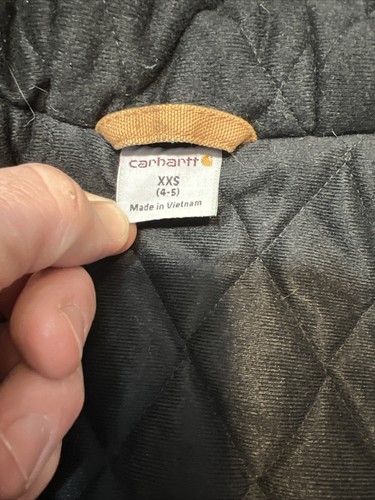 carhartt
XXS
(4-5)
Made in Vietnam